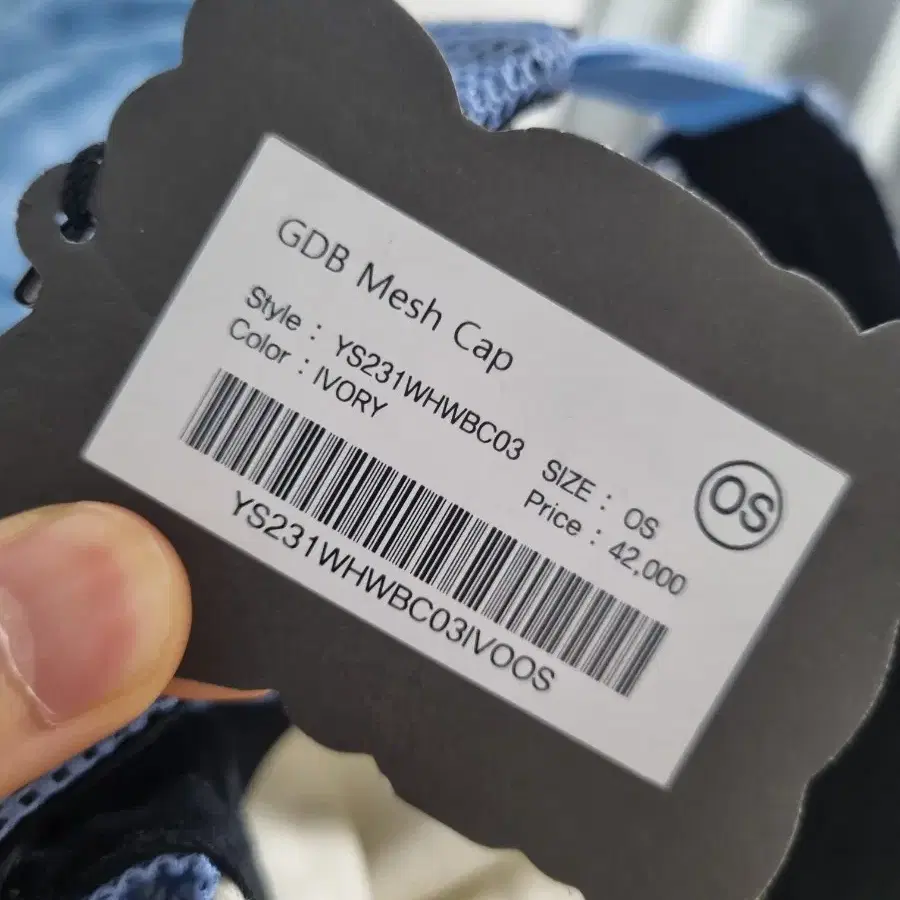 GDB Mesh Cap
Style : YS231WHWBC03
Color : IVORY
SIZE : OS
Price : 42,000
OS
YS231WHWBC03IVOOS